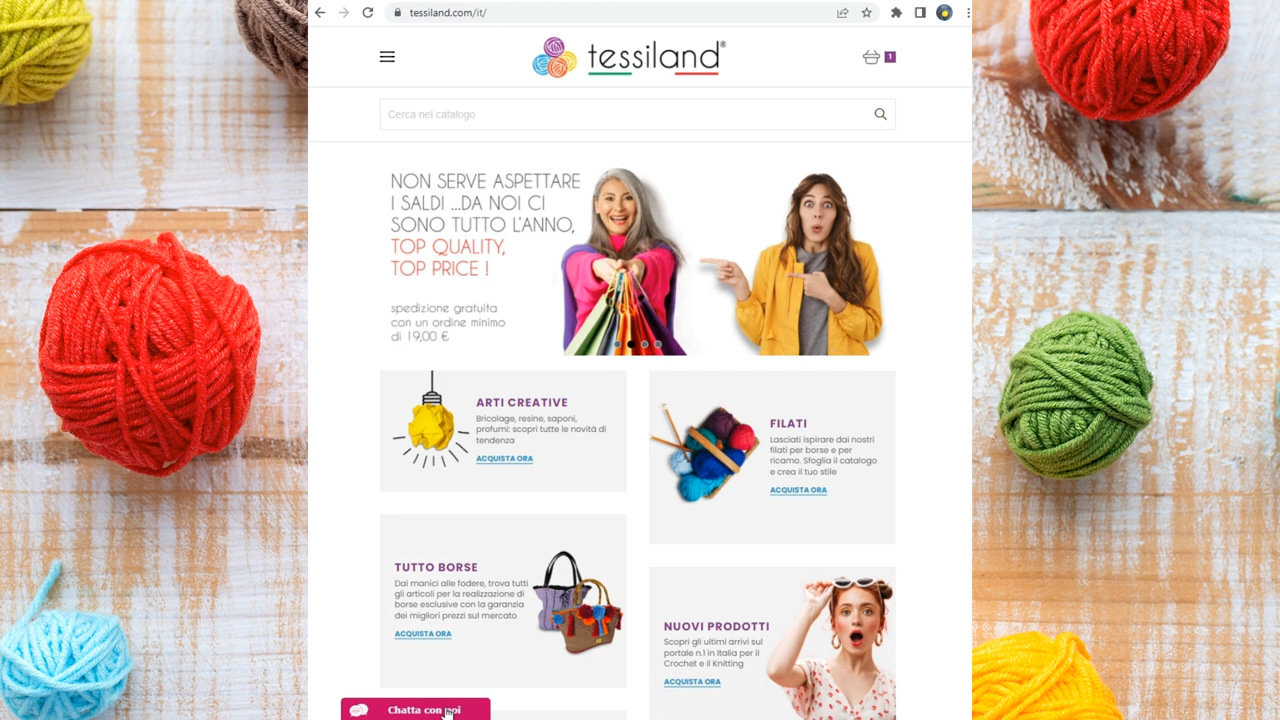 tessiland.com/it/
tessiland®
1
Cerca nel catalogo
NON SERVE ASPETTARE
I SALDI ...DA NOI CI
SONO TUTTO L'ANNO,
TOP QUALITY,
TOP PRICE !
spedizione gratuita
con un ordine minimo
di 19,00 €
ARTI CREATIVE
Bricolage, resine, saponi,
profumi: scopri tutte le novità di
tendenza
ACQUISTA ORA
FILATI
Lasciati ispirare dai nostri
filati per borse e per
ricamo. Sfoglia il catalogo
e crea il tuo stile
ACQUISTA ORA
TUTTO BORSE
Dai manici alle fodere, trova tutti
gli articoli per la realizzazione di
borse esclusive con la garanzia
dei migliori prezzi sul mercato
ACQUISTA ORA
NUOVI PRODOTTI
Scopri gli ultimi arrivi sul
portale n.1 in Italia per il
Crochet e il Knitting
ACQUISTA ORA
Chatta con noi